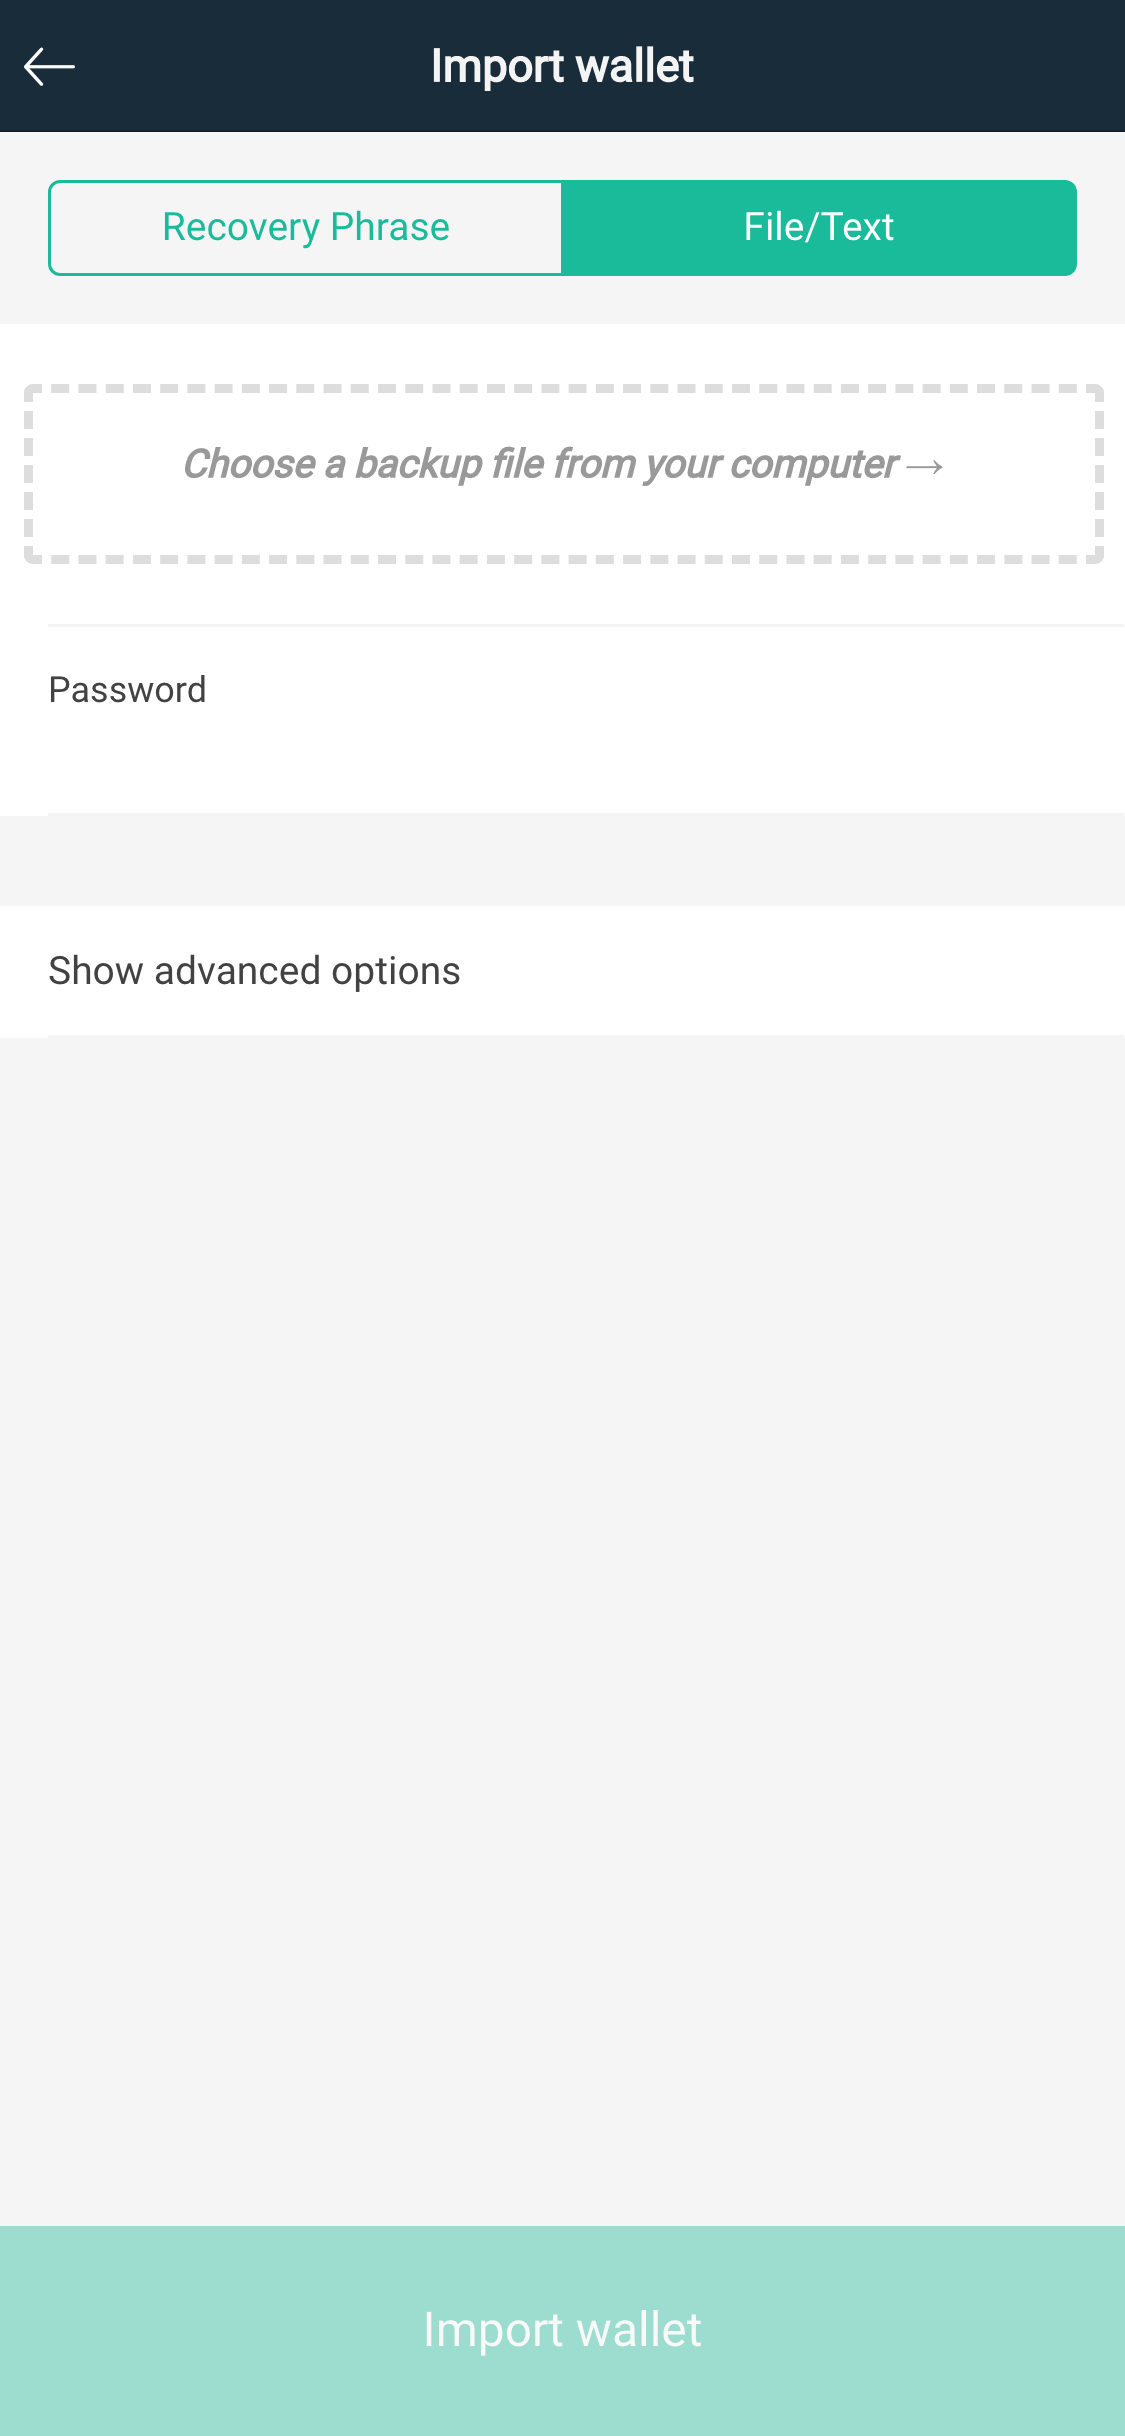 Import wallet
Recovery Phrase
File/Text
Choose a backup file from your computer→
Password
Show advanced options
Import wallet